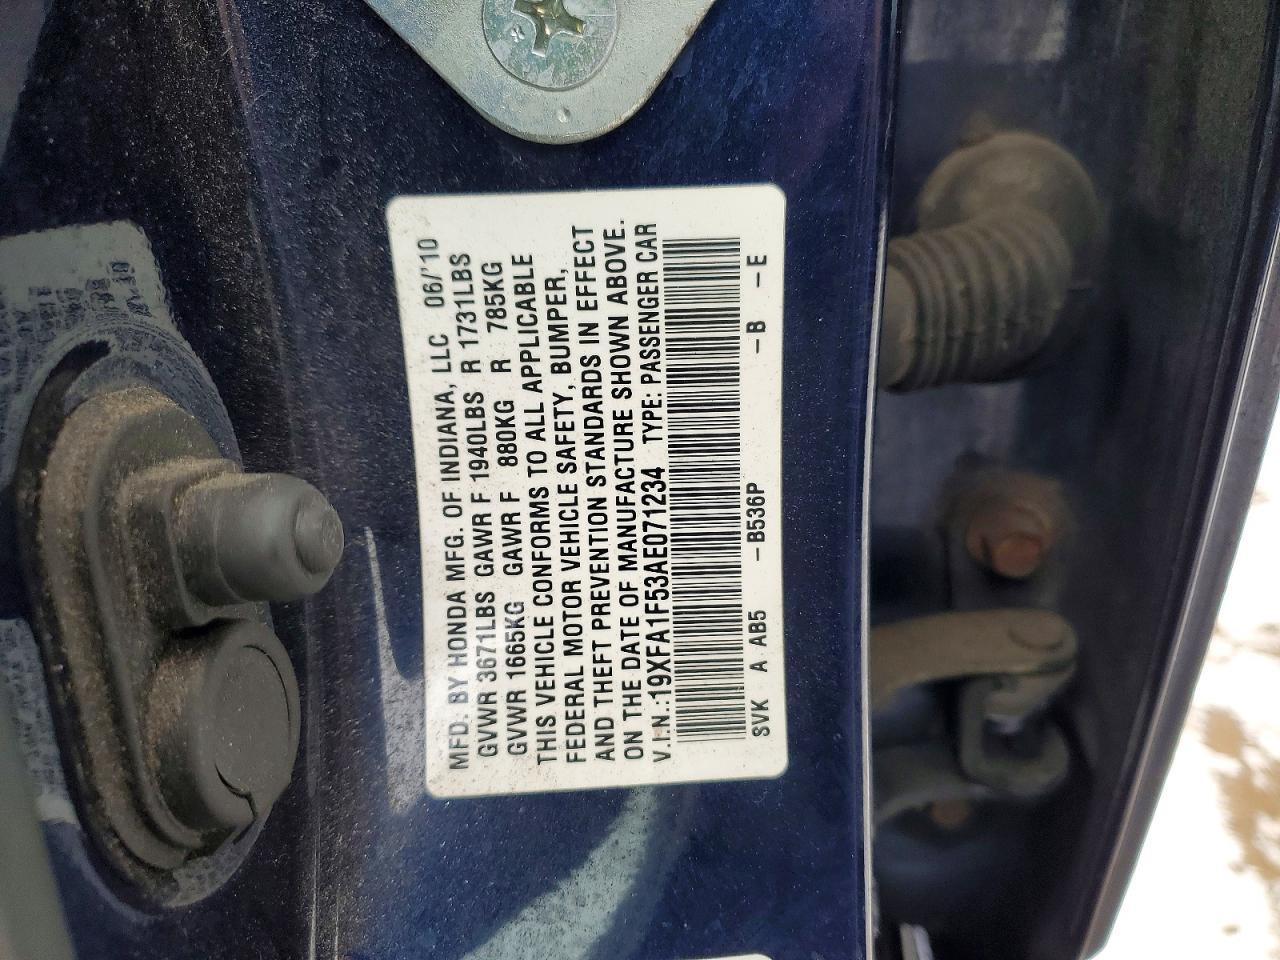 MFD. BY HONDA MFG. OF INDIANA, LLC 06/'10
GVWR 3671LBS GAWR F 1940LBS R 1731LBS
GVWR 1665KG GAWR F 880KG R 785KG
THIS VEHICLE CONFORMS TO ALL APPLICABLE
FEDERAL MOTOR VEHICLE SAFETY, BUMPER,
AND THEFT PREVENTION STANDARDS IN EFFECT
ON THE DATE OF MANUFACTURE SHOWN ABOVE.
V.I.N.:19XFA1F53AE071234 TYPE: PASSENGER CAR
SVK A AB5 -B536P -B -E